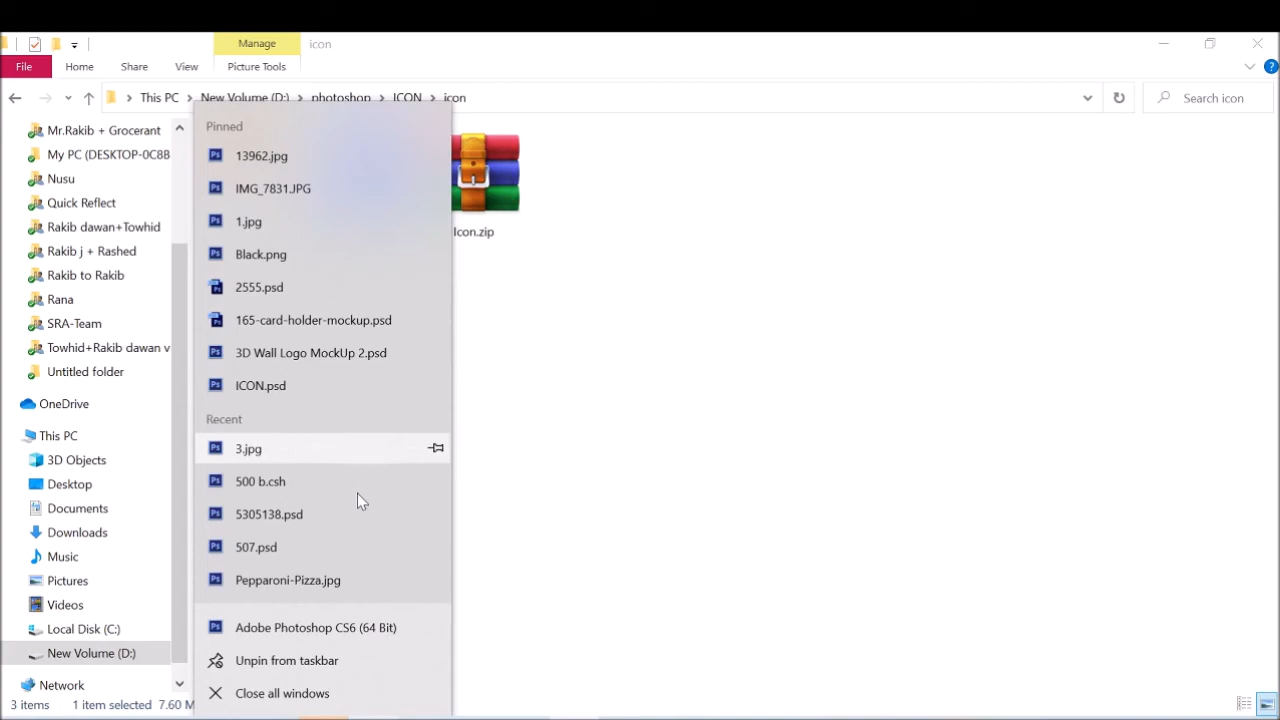 Manage
icon
File
Home
Share
View
Picture Tools
This PC
New Volume (D:)
photoshop
ICON
icon
Search icon
Mr.Rakib + Grocerant
My PC (DESKTOP-0C8B
Nusu
Quick Reflect
Rakib dawan+Towhid
Rakib j + Rashed
Rakib to Rakib
Rana
SRA-Team
Towhid+Rakib dawan v
Untitled folder
OneDrive
This PC
3D Objects
Desktop
Documents
Downloads
Music
Pictures
Videos
Local Disk (C:)
New Volume (D:)
Network
3 items
1 item selected
7.60 M
Pinned
13962.jpg
IMG_7831.JPG
1.jpg
Black.png
2555.psd
165-card-holder-mockup.psd
3D Wall Logo MockUp 2.psd
ICON.psd
Recent
3.jpg
500 b.csh
5305138.psd
507.psd
Pepparoni-Pizza.jpg
Adobe Photoshop CS6 (64 Bit)
Unpin from taskbar
Close all windows
Icon.zip